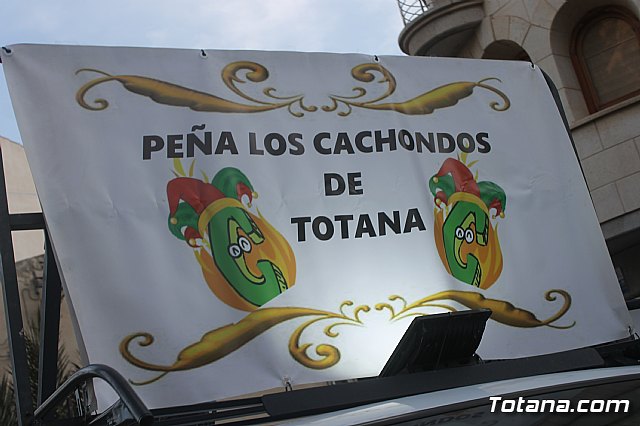 PEÑA LOS CACHONDOS
DE
TOTANA
Totana.com